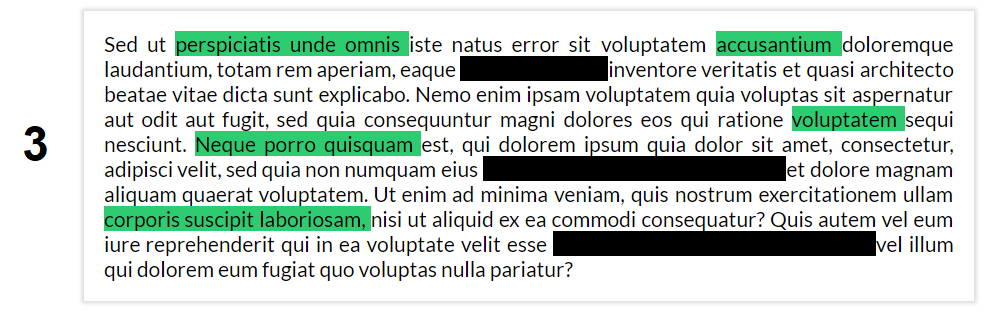 3
Sed ut perspiciatis unde omnis iste natus error sit voluptatem accusantium doloremque
laudantium, totam rem aperiam, eaque inventore veritatis et quasi architecto
beatae vitae dicta sunt explicabo. Nemo enim ipsam voluptatem quia voluptas sit aspernatur
aut odit aut fugit, sed quia consequuntur magni dolores eos qui ratione voluptatem sequi
nesciunt. Neque porro quisquam est, qui dolorem ipsum quia dolor sit amet, consectetur,
adipisci velit, sed quia non numquam eius et dolore magnam
aliquam quaerat voluptatem. Ut enim ad minima veniam, quis nostrum exercitationem ullam
corporis suscipit laboriosam, nisi ut aliquid ex ea commodi consequatur? Quis autem vel eum
iure reprehenderit qui in ea voluptate velit esse vel illum
qui dolorem eum fugiat quo voluptas nulla pariatur?